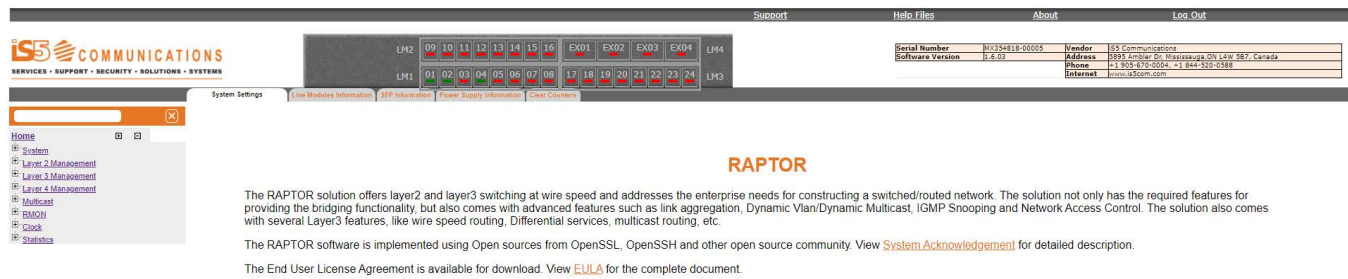 Support Help Files About Log Out
iS5 COMMUNICATIONS
SERVICES • SUPPORT • SECURITY • SOLUTIONS • SYSTEMS
LM2 09 10 11 12 13 14 15 16 EX01 EX02 EX03 EX04 LM4
LM1 01 02 03 04 05 06 07 08 17 18 19 20 21 22 23 24 LM3
Serial Number MX354818-00005 Vendor iS5 Communications
Software Version 1.6.03 Address 5895 Ambler Dr, Mississauga,ON L4W 5B7, Canada
Phone +1 905-670-0004, +1 844-520-0588
Internet www.is5com.com
System Settings Line Modules Information SFP Information Power Supply Information Clear Counters
Home
System
Layer 2 Management
Layer 3 Management
Layer 4 Management
Multicast
RMON
Clock
Statistics
RAPTOR
The RAPTOR solution offers layer2 and layer3 switching at wire speed and addresses the enterprise needs for constructing a switched/routed network. The solution not only has the required features for
providing the bridging functionality, but also comes with advanced features such as link aggregation, Dynamic Vlan/Dynamic Multicast, IGMP Snooping and Network Access Control. The solution also comes
with several Layer3 features, like wire speed routing, Differential services, multicast routing, etc.
The RAPTOR software is implemented using Open sources from OpenSSL, OpenSSH and other open source community. View System Acknowledgement for detailed description.
The End User License Agreement is available for download. View EULA for the complete document.